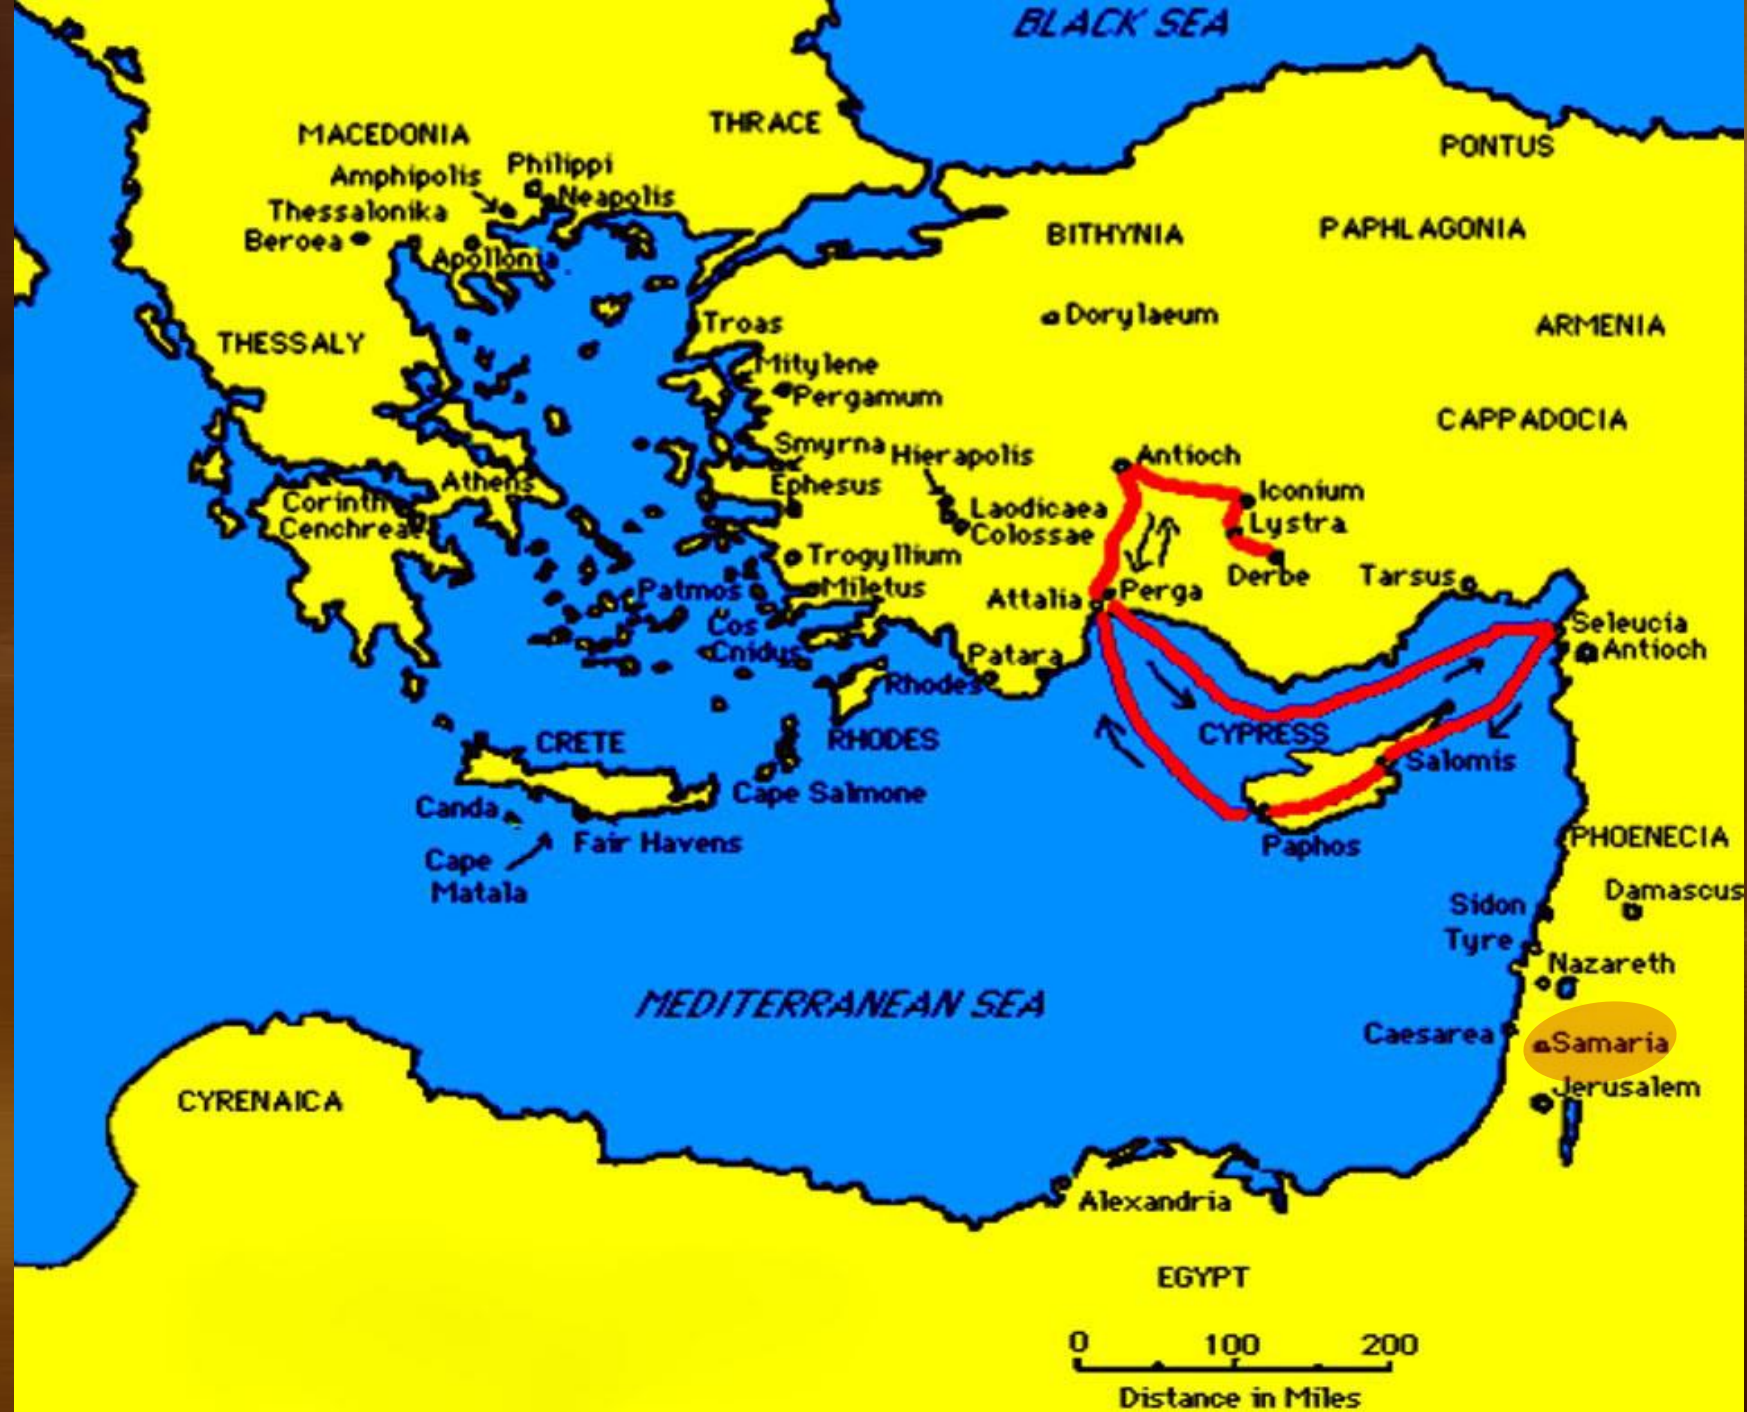 BLACK SEA
MACEDONIA
THRACE
PONTUS
Philippi
Amphipolis
Neapolis
Thessalonika
Beroea
Apollonia
BITHYNIA
PAPHLAGONIA
Dorylaeum
ARMENIA
THESSALY
Troas
Mitylene
Pergamum
CAPPADOCIA
Smyrna
Hierapolis
Antioch
Athens
Ephesus
Iconium
Corinth
Laodicaea
Lystra
Cenchreae
Colossae
Trogyllium
Derbe
Tarsus
Patmos
Miletus
Attalia
Perga
Cos
Seleucia
Cnidus
Patara
Antioch
Rhodes
CRETE
RHODES
CYPRESS
Salomis
Canda
Cape Salmone
Fair Havens
Paphos
PHOENECIA
Cape
Matala
Damascus
Sidon
Tyre
Nazareth
MEDITERRANEAN SEA
Caesarea
Samaria
Jerusalem
CYRENAICA
Alexandria
EGYPT
0 100 200
Distance in Miles